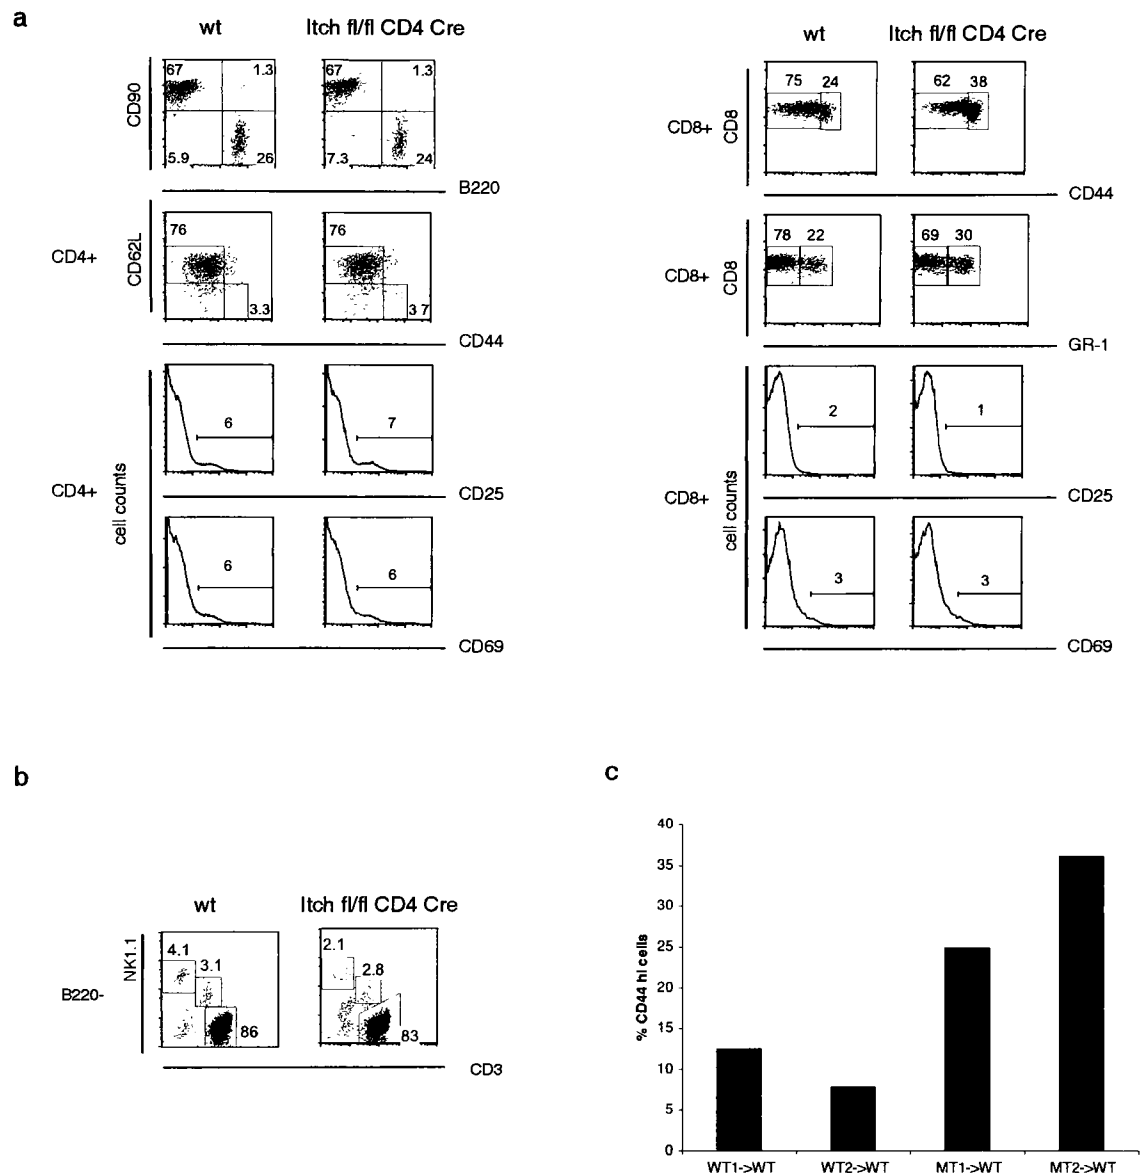 a
wt Itch fl/fl CD4 Cre
67 1.3 67 1.3
CD90
5.9 26 7.3 24
B220
76 76
CD4+ CD62L
3.3 3 7
CD44
6 7
CD4+ cell counts
CD25
6 6
CD69
wt Itch fl/fl CD4 Cre
75 24 62 38
CD8+ CD8
CD44
78 22 69 30
CD8+ CD8
GR-1
2 1
CD8+ cell counts
CD25
3 3
CD69
b
wt Itch fl/fl CD4 Cre
4.1 3.1 2.1 2.8
B220- NK1.1
86 83
CD3
c
40
35
30
25
20
15
10
5
0
% CD44 hi cells
WT1->WT WT2->WT MT1->WT MT2->WT